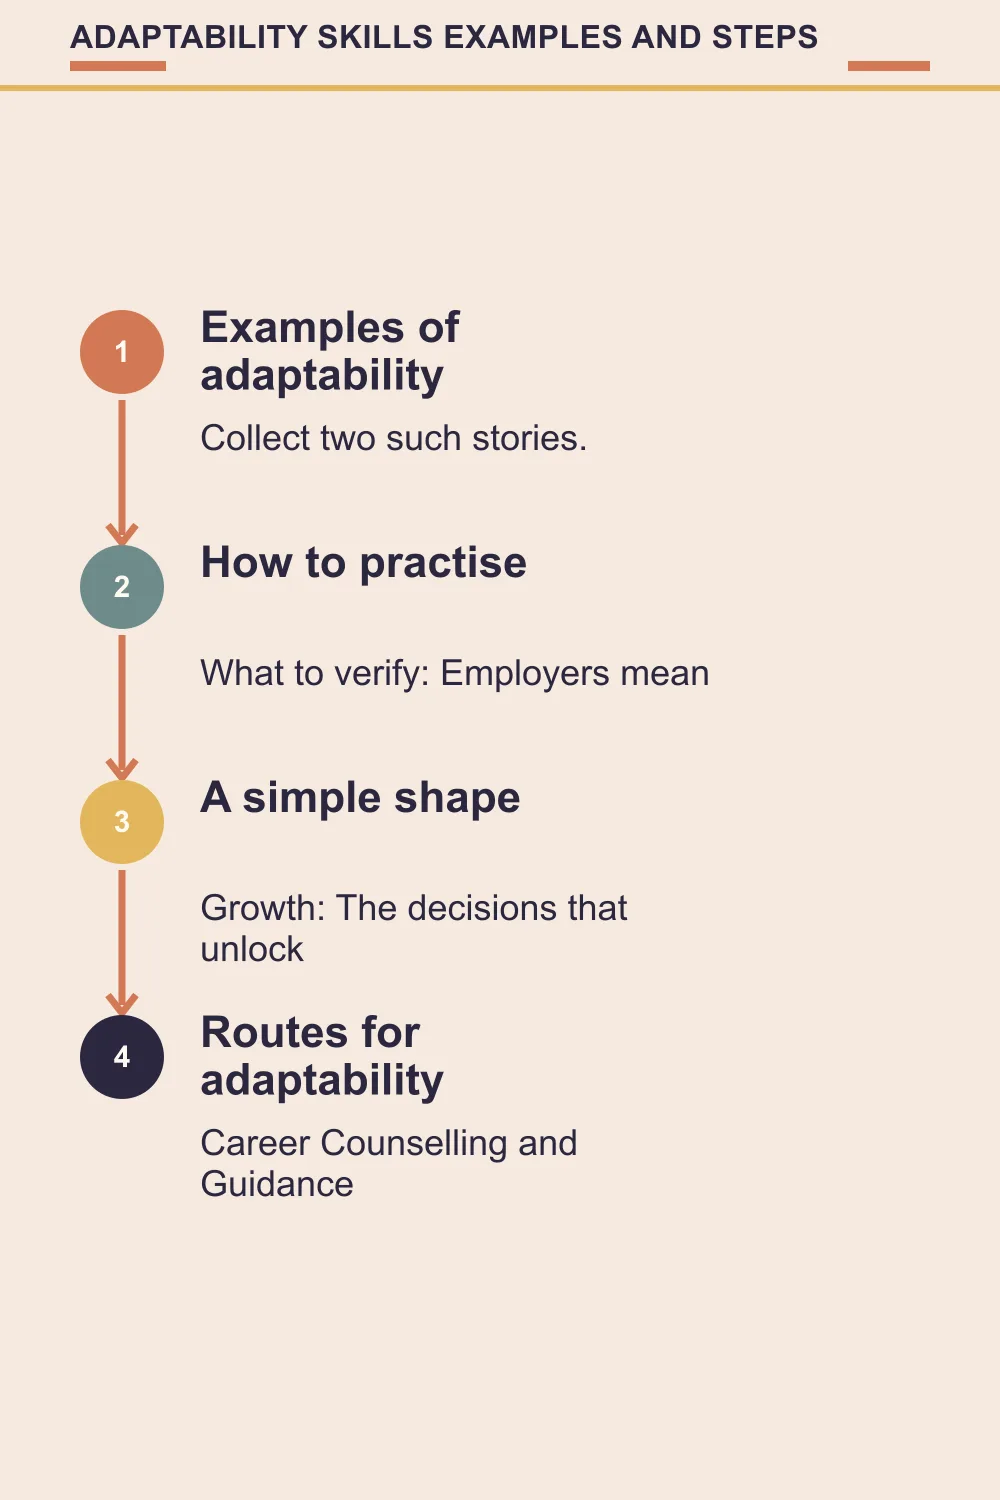 ADAPTABILITY SKILLS EXAMPLES AND STEPS
1
Examples of
adaptability
Collect two such stories.
2
How to practise
What to verify: Employers mean
3
A simple shape
Growth: The decisions that
unlock
4
Routes for
adaptability
Career Counselling and
Guidance